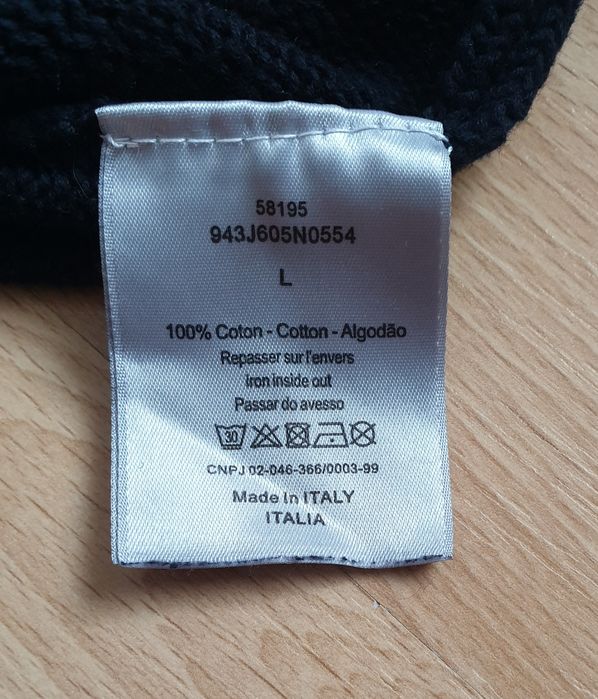 58195
943J605N0554
L
100% Coton - Cotton - Algodão
Repasser sur l'envers
iron inside out
Passar do avesso
30
CNPJ 02-046-366/0003-99
Made in ITALY
ITALIA